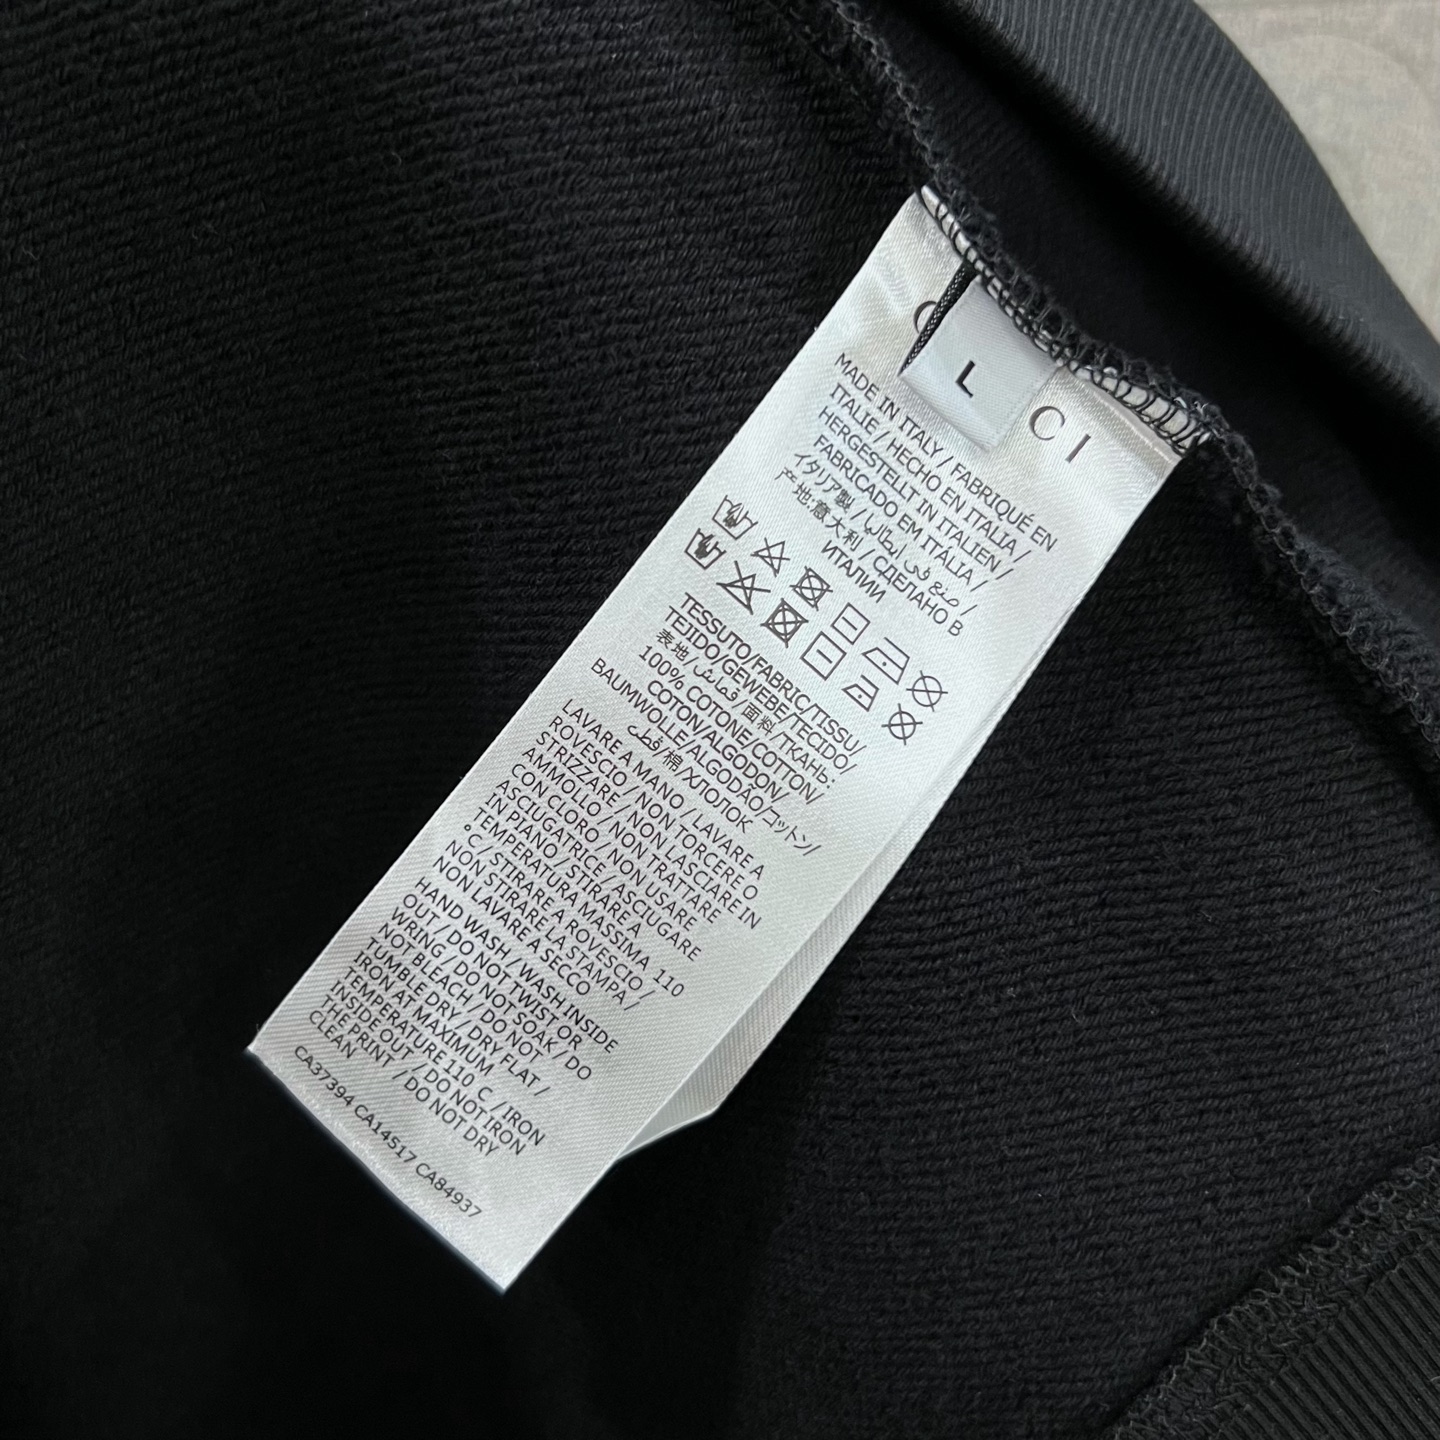 L
CI
MADE IN ITALY / FABRIQUÉ EN
ITALIE / HECHO EN ITALIA /
HERGESTELLT IN ITALIEN /
FABRICADO EM ITÁLIA /
イタリア製 / صنع في إيطاليا /
产地:意大利 / СДЕЛАНО В
ИТАЛИИ
TESSUTO/FABRIC/TISSU/
TEJIDO/GEWEBE/TECIDO/
表地/قماش/面料/ТКАНЬ:
100% COTONE/COTTON/
COTON/ALGODON/
BAUMWOLLE/ALGODÃO/コットン/
قطن/棉/ХЛОПОК
LAVARE A MANO / LAVARE A
ROVESCIO / NON TORCERE O
STRIZZARE / NON LASCIARE IN
AMMOLLO / NON TRATTARE
CON CLORO / NON USARE
ASCIUGATRICE / ASCIUGARE
IN PIANO / STIRARE A
TEMPERATURA MASSIMA 110
°C / STIRARE A ROVESCIO /
NON STIRARE LA STAMPA /
NON LAVARE A SECCO
HAND WASH / WASH INSIDE
OUT / DO NOT TWIST OR
WRING / DO NOT SOAK / DO
NOT BLEACH / DO NOT
TUMBLE DRY / DRY FLAT /
IRON AT MAXIMUM
TEMPERATURE 110 C / IRON
INSIDE OUT / DO NOT IRON
THE PRINT / DO NOT DRY
CLEAN
CA37394 CA14517 CA84937